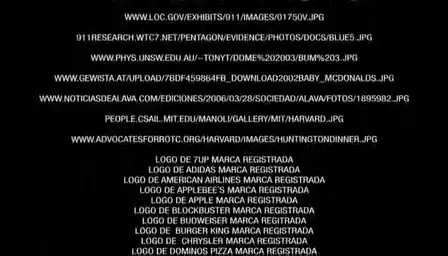 WWW.LOC.GOV/EXHIBITS/911/IMAGES/01750V.JPG
911RESEARCH.WTC7.NET/PENTAGON/EVIDENCE/PHOTOS/DOCS/BLUE5.JPG
WWW.PHYS.UNSW.EDU.AU/~TONYT/DOME%202003/BUM%203.JPG
WWW.GEWISTA.AT/UPLOAD/7BDF459864FB_DOWNLOAD2002BABY_MCDONALDS.JPG
WWW.NOTICIASDEALAVA.COM/EDICIONES/2006/03/28/SOCIEDAD/ALAVA/FOTOS/1895982.JPG
PEOPLE.CSAIL.MIT.EDU/MANOLI/GALLERY/MIT/HARVARD.JPG
WWW.ADVOCATESFORROTC.ORG/HARVARD/IMAGES/HUNTINGTONDINNER.JPG
LOGO DE 7UP MARCA REGISTRADA
LOGO DE ADIDAS MARCA REGISTRADA
LOGO DE AMERICAN AIRLINES MARCA REGISTRADA
LOGO DE APPLEBEE'S MARCA REGISTRADA
LOGO DE APPLE MARCA REGISTRADA
LOGO DE BLOCKBUSTER MARCA REGISTRADA
LOGO DE BUDWEISER MARCA REGISTRADA
LOGO DE BURGER KING MARCA REGISTRADA
LOGO DE CHRYSLER MARCA REGISTRADA
LOGO DE DOMINOS PIZZA MARCA REGISTRADA